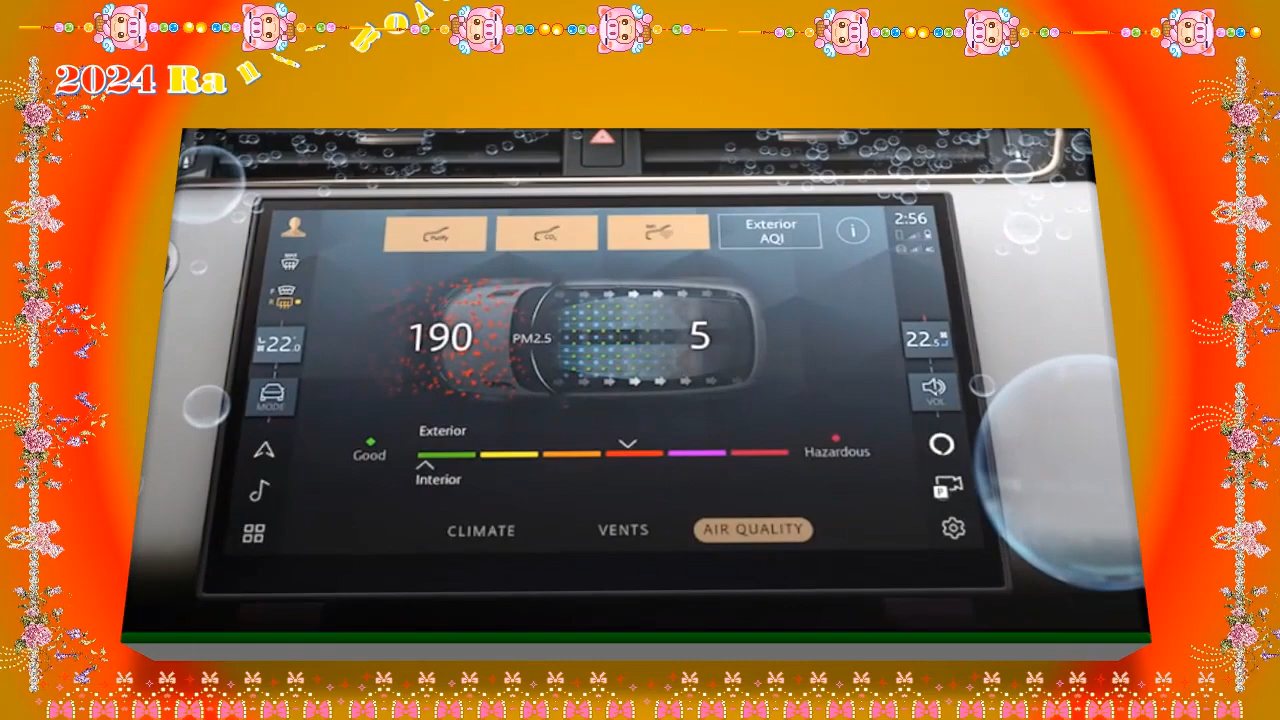 2024 Ra n
Exterior
AQI
i
2:56
190
PM2.5
5
22.0
22.5
MODE
VOL
Exterior
Good
Hazardous
Interior
P
CLIMATE
VENTS
AIR QUALITY